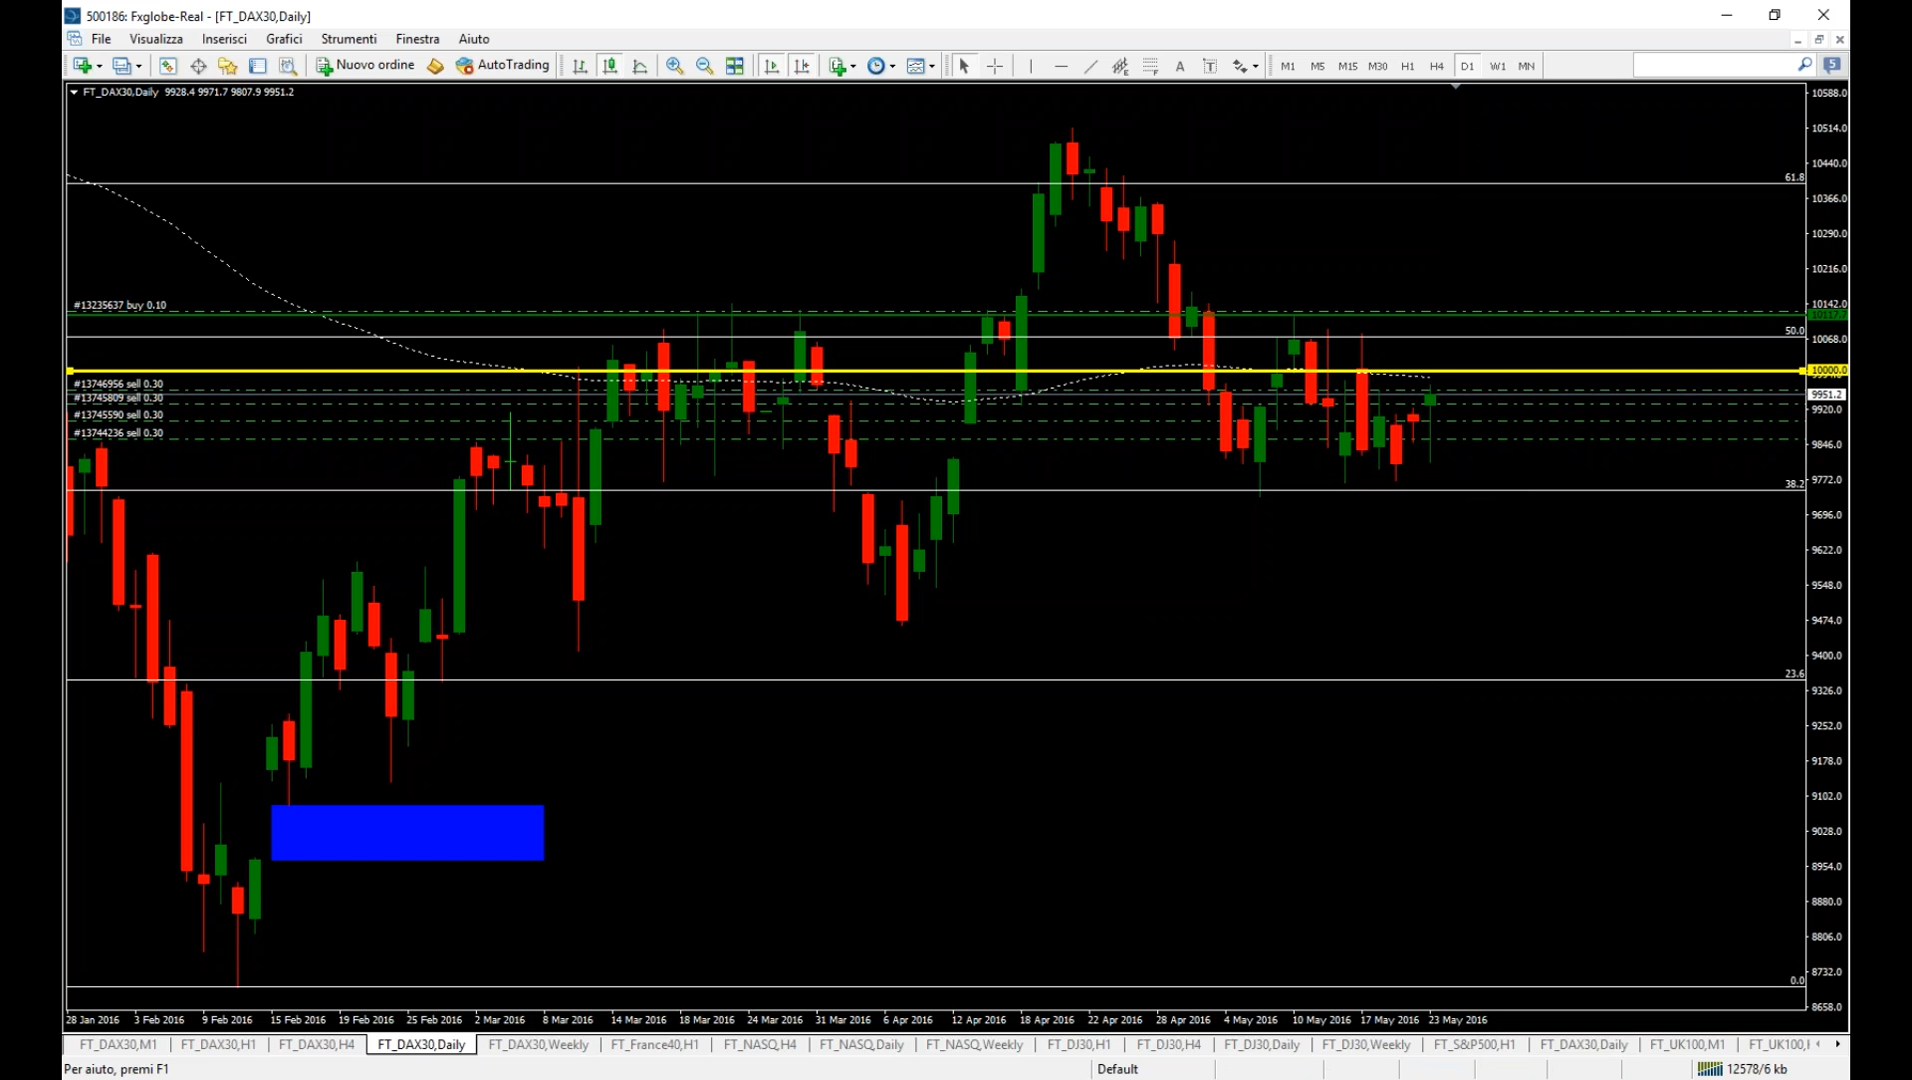 500186: Fxglobe-Real - [FT_DAX30,Daily]
File Visualizza Inserisci Grafici Strumenti Finestra Aiuto
Nuovo ordine AutoTrading A T M1 M5 M15 M30 H1 H4 D1 W1 MN 5
FT_DAX30,Daily 9928.4 9971.7 9807.9 9951.2
10588.0
10514.0
10440.0
61.8
10366.0
10290.0
10216.0
#13235637 buy 0.10
10142.0
10117.7
50.0
10068.0
10000.0
#13746956 sell 0.30
9951.2
#13745809 sell 0.30
9920.0
#13745590 sell 0.30
#13744236 sell 0.30
9846.0
38.2
9772.0
9696.0
9622.0
9548.0
9474.0
9400.0
23.6
9326.0
9252.0
9178.0
9102.0
9028.0
8954.0
8880.0
8806.0
8732.0
0.0
8658.0
28 Jan 2016 3 Feb 2016 9 Feb 2016 15 Feb 2016 19 Feb 2016 25 Feb 2016 2 Mar 2016 8 Mar 2016 14 Mar 2016 18 Mar 2016 24 Mar 2016 31 Mar 2016 6 Apr 2016 12 Apr 2016 18 Apr 2016 22 Apr 2016 28 Apr 2016 4 May 2016 10 May 2016 17 May 2016 23 May 2016
FT_DAX30,M1 FT_DAX30,H1 FT_DAX30,H4 FT_DAX30,Daily FT_DAX30,Weekly FT_France40,H1 FT_NASQ,H4 FT_NASQ,Daily FT_NASQ,Weekly FT_DJ30,H1 FT_DJ30,H4 FT_DJ30,Daily FT_DJ30,Weekly FT_S&P500,H1 FT_DAX30,Daily FT_UK100,M1 FT_UK100,
Per aiuto, premi F1 Default 12578/6 kb